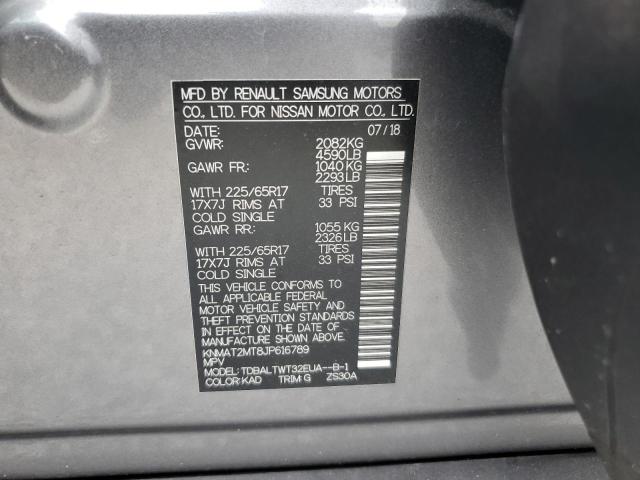 MFD BY RENAULT SAMSUNG MOTORS
CO., LTD. FOR NISSAN MOTOR CO., LTD.
DATE: 07/18
GVWR: 2082KG
4590LB
GAWR FR: 1040 KG
2293 LB
WITH 225/65R17 TIRES
17X7J RIMS AT 33 PSI
COLD SINGLE
GAWR RR: 1055 KG
2326 LB
WITH 225/65R17 TIRES
17X7J RIMS AT 33 PSI
COLD SINGLE
THIS VEHICLE CONFORMS TO
ALL APPLICABLE FEDERAL
MOTOR VEHICLE SAFETY AND
THEFT PREVENTION STANDARDS
IN EFFECT ON THE DATE OF
MANUFACTURE SHOWN ABOVE.
KNMAT2MT8JP616789
MPV
MODEL: TDBALTWT32EUA--B-1
COLOR: KAD TRIM: G ZS30A